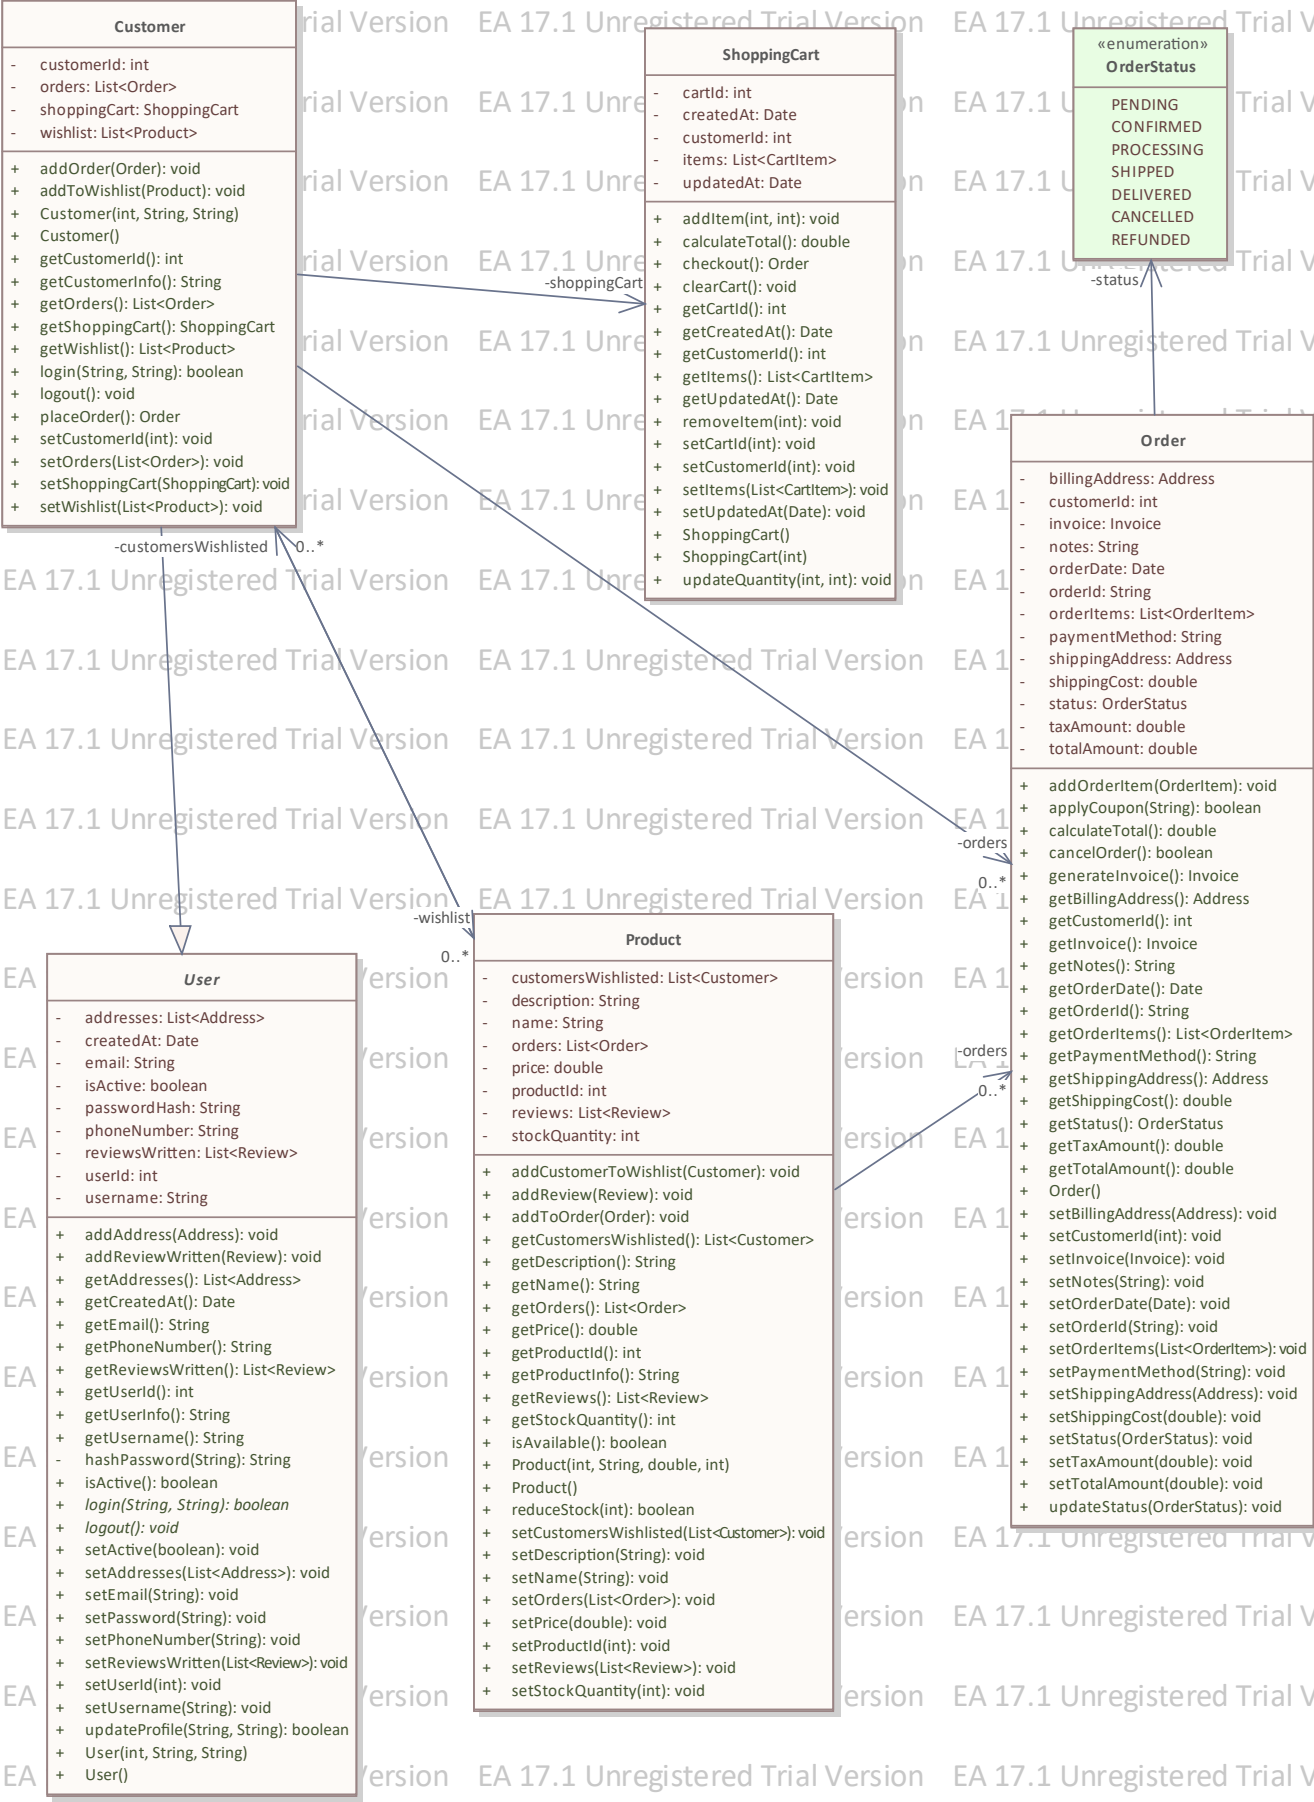 Customer
- customerId: int
- orders: List<Order>
- shoppingCart: ShoppingCart
- wishlist: List<Product>
+ addOrder(Order): void
+ addToWishlist(Product): void
+ Customer(int, String, String)
+ Customer()
+ getCustomerId(): int
+ getCustomerInfo(): String
+ getOrders(): List<Order>
+ getShoppingCart(): ShoppingCart
+ getWishlist(): List<Product>
+ login(String, String): boolean
+ logout(): void
+ placeOrder(): Order
+ setCustomerId(int): void
+ setOrders(List<Order>): void
+ setShoppingCart(ShoppingCart): void
+ setWishlist(List<Product>): void
ShoppingCart
- cartId: int
- createdAt: Date
- customerId: int
- items: List<CartItem>
- updatedAt: Date
+ addItem(int, int): void
+ calculateTotal(): double
+ checkout(): Order
+ clearCart(): void
+ getCartId(): int
+ getCreatedAt(): Date
+ getCustomerId(): int
+ getItems(): List<CartItem>
+ getUpdatedAt(): Date
+ removeItem(int): void
+ setCartId(int): void
+ setCustomerId(int): void
+ setItems(List<CartItem>): void
+ setUpdatedAt(Date): void
+ ShoppingCart()
+ ShoppingCart(int)
+ updateQuantity(int, int): void
«enumeration»
OrderStatus
PENDING
CONFIRMED
PROCESSING
SHIPPED
DELIVERED
CANCELLED
REFUNDED
-shoppingCart
-status
-customersWishlisted 0..*
-wishlist
0..*
-orders
0..*
-orders
0..*
Order
- billingAddress: Address
- customerId: int
- invoice: Invoice
- notes: String
- orderDate: Date
- orderId: String
- orderItems: List<OrderItem>
- paymentMethod: String
- shippingAddress: Address
- shippingCost: double
- status: OrderStatus
- taxAmount: double
- totalAmount: double
+ addOrderItem(OrderItem): void
+ applyCoupon(String): boolean
+ calculateTotal(): double
+ cancelOrder(): boolean
+ generateInvoice(): Invoice
+ getBillingAddress(): Address
+ getCustomerId(): int
+ getInvoice(): Invoice
+ getNotes(): String
+ getOrderDate(): Date
+ getOrderId(): String
+ getOrderItems(): List<OrderItem>
+ getPaymentMethod(): String
+ getShippingAddress(): Address
+ getShippingCost(): double
+ getStatus(): OrderStatus
+ getTaxAmount(): double
+ getTotalAmount(): double
+ Order()
+ setBillingAddress(Address): void
+ setCustomerId(int): void
+ setInvoice(Invoice): void
+ setNotes(String): void
+ setOrderDate(Date): void
+ setOrderId(String): void
+ setOrderItems(List<OrderItem>): void
+ setPaymentMethod(String): void
+ setShippingAddress(Address): void
+ setShippingCost(double): void
+ setStatus(OrderStatus): void
+ setTaxAmount(double): void
+ setTotalAmount(double): void
+ updateStatus(OrderStatus): void
User
- addresses: List<Address>
- createdAt: Date
- email: String
- isActive: boolean
- passwordHash: String
- phoneNumber: String
- reviewsWritten: List<Review>
- userId: int
- username: String
+ addAddress(Address): void
+ addReviewWritten(Review): void
+ getAddresses(): List<Address>
+ getCreatedAt(): Date
+ getEmail(): String
+ getPhoneNumber(): String
+ getReviewsWritten(): List<Review>
+ getUserId(): int
+ getUserInfo(): String
+ getUsername(): String
- hashPassword(String): String
+ isActive(): boolean
+ login(String, String): boolean
+ logout(): void
+ setActive(boolean): void
+ setAddresses(List<Address>): void
+ setEmail(String): void
+ setPassword(String): void
+ setPhoneNumber(String): void
+ setReviewsWritten(List<Review>): void
+ setUserId(int): void
+ setUsername(String): void
+ updateProfile(String, String): boolean
+ User(int, String, String)
+ User()
Product
- customersWishlisted: List<Customer>
- description: String
- name: String
- orders: List<Order>
- price: double
- productId: int
- reviews: List<Review>
- stockQuantity: int
+ addCustomerToWishlist(Customer): void
+ addReview(Review): void
+ addToOrder(Order): void
+ getCustomersWishlisted(): List<Customer>
+ getDescription(): String
+ getName(): String
+ getOrders(): List<Order>
+ getPrice(): double
+ getProductId(): int
+ getProductInfo(): String
+ getReviews(): List<Review>
+ getStockQuantity(): int
+ isAvailable(): boolean
+ Product(int, String, double, int)
+ Product()
+ reduceStock(int): boolean
+ setCustomersWishlisted(List<Customer>): void
+ setDescription(String): void
+ setName(String): void
+ setOrders(List<Order>): void
+ setPrice(double): void
+ setProductId(int): void
+ setReviews(List<Review>): void
+ setStockQuantity(int): void
EA 17.1 Unregistered Trial Version